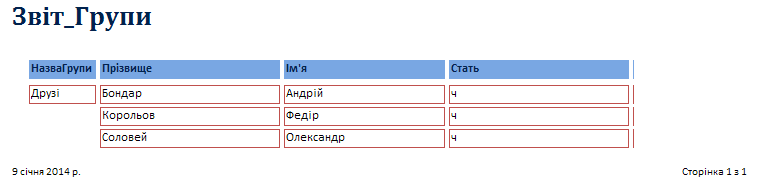 Звіт_Групи
НазваГрупи Прізвище Ім'я Стать
Друзі Бондар Андрій ч
Корольов Федір ч
Соловей Олександр ч
9 січня 2014 р. Сторінка 1 з 1